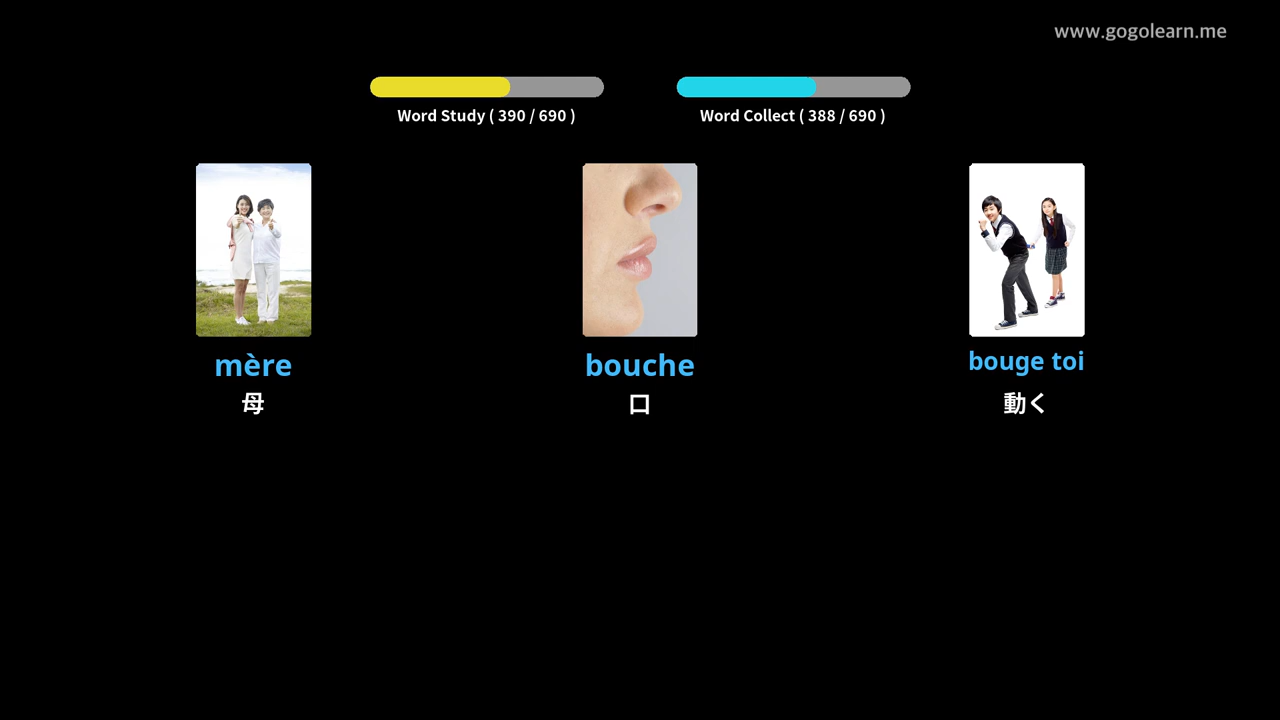 www.gogolearn.me
Word Study ( 390 / 690 )
Word Collect ( 388 / 690 )
mère
bouche
bouge toi
母
口
動く